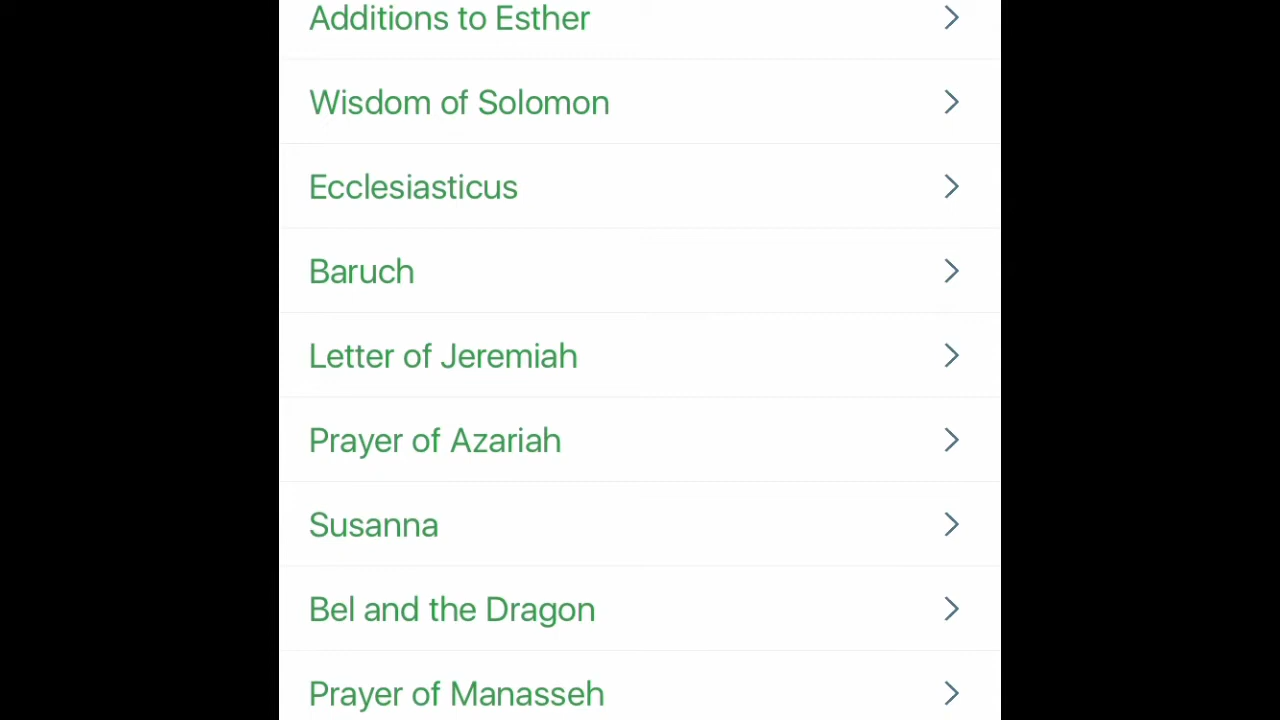 Additions to Esther
Wisdom of Solomon
Ecclesiasticus
Baruch
Letter of Jeremiah
Prayer of Azariah
Susanna
Bel and the Dragon
Prayer of Manasseh